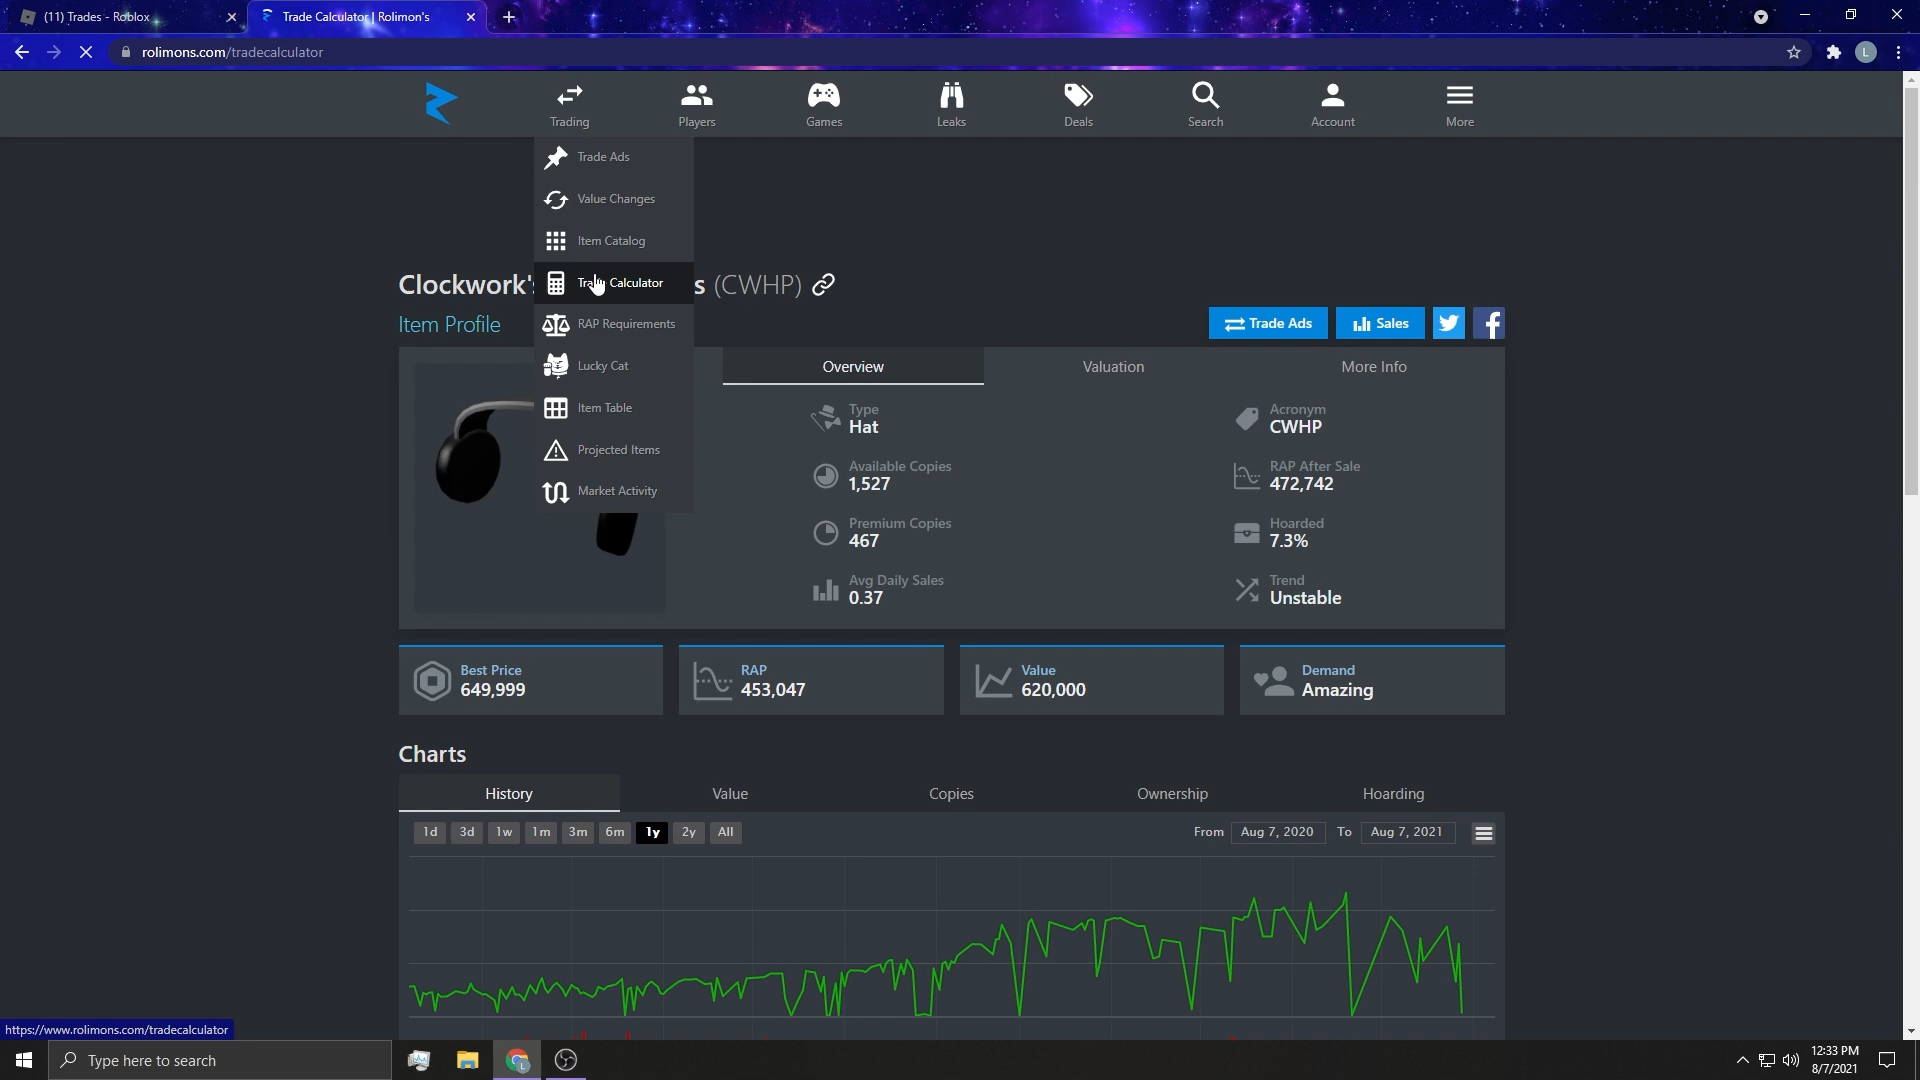 (11) Trades - Roblox
Trade Calculator | Rolimon's
rolimons.com/tradecalculator
L
Trading
Players
Games
Leaks
Deals
Search
Account
More
Trade Ads
Value Changes
Item Catalog
Calculator
RAP Requirements
Lucky Cat
Item Table
Projected Items
Market Activity
Clockwork's s (CWHP)
Item Profile
Trade Ads
Sales
Overview
Valuation
More Info
Type
Hat
Acronym
CWHP
Available Copies
1,527
RAP After Sale
472,742
Premium Copies
467
Hoarded
7.3%
Avg Daily Sales
0.37
Trend
Unstable
Best Price
649,999
RAP
453,047
Value
620,000
Demand
Amazing
Charts
History
Value
Copies
Ownership
Hoarding
1d 3d 1w 1m 3m 6m 1y 2y All
From Aug 7, 2020 To Aug 7, 2021
https://www.rolimons.com/tradecalculator
Type here to search
L
12:33 PM
8/7/2021